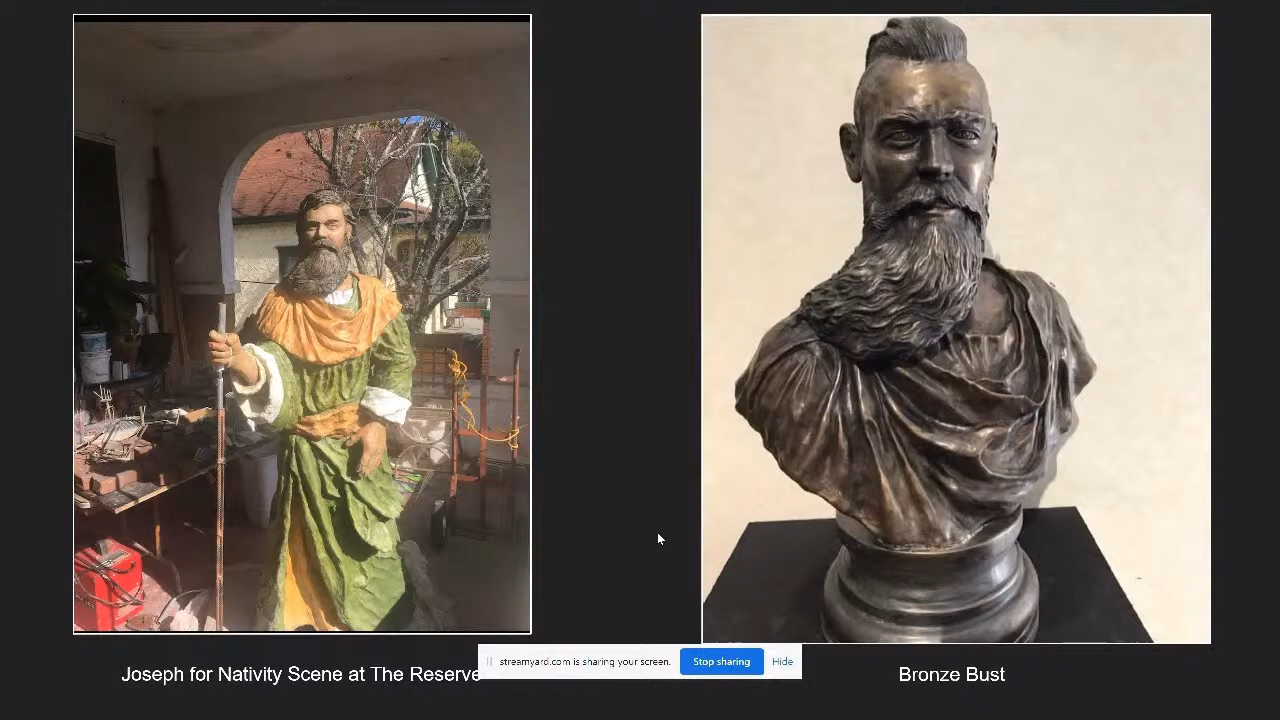 streamyard.com is sharing your screen.
Stop sharing
Hide
Joseph for Nativity Scene at The Reserve
Bronze Bust